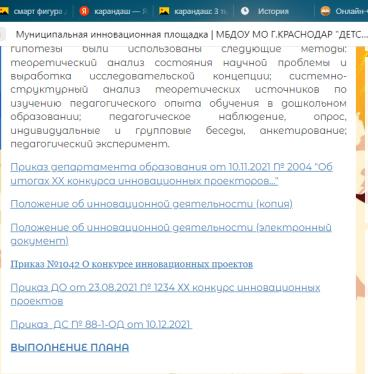 смарт фигура
карандаш — Я
карандаш: 3 т
История
Онлайн-
Муниципальная инновационная площадка | МБДОУ МО Г.КРАСНОДАР "ДЕТС...
гипотезы были использованы следующие методы:
теоретический анализ состояния научной проблемы и
выработка исследовательской концепции; системно-
структурный анализ теоретических источников по
изучению педагогического опыта обучения в дошкольном
образовании; педагогическое наблюдение, опрос,
индивидуальные и групповые беседы, анкетирование;
педагогический эксперимент.
Приказ департамента образования от 10.11.2021 № 2004 "Об
итогах XX конкурса инновационных проекторов..."
Положение об инновационной деятельности (копия)
Положение об инновационной деятельности (электронный
документ)
Приказ №1042 О конкурсе инновационных проектов
Приказ ДО от 23.08.2021 № 1234 XX конкурс инновационных
проектов
Приказ ДС № 88-1-ОД от 10.12.2021
ВЫПОЛНЕНИЕ ПЛАНА